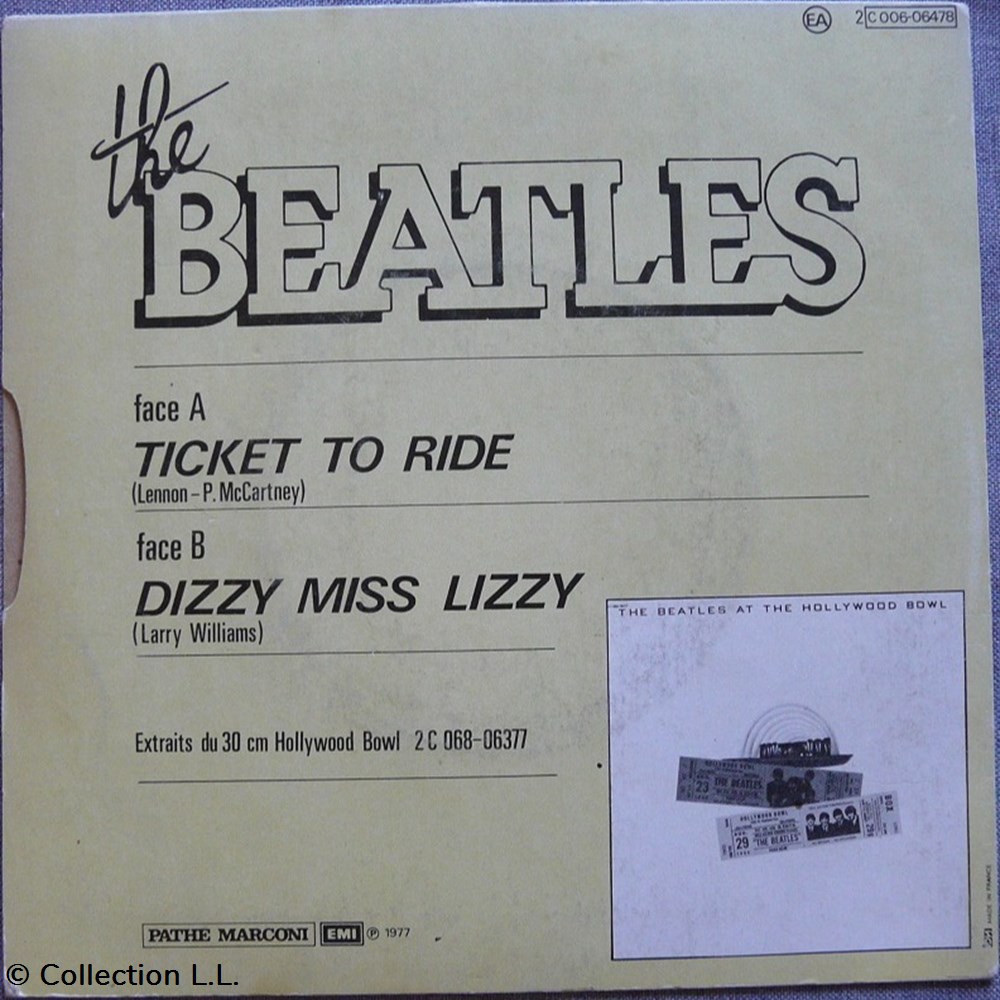 EA 2 C 006-06478
the
BEATLES
face A
TICKET TO RIDE
(Lennon – P. McCartney)
face B
DIZZY MISS LIZZY
(Larry Williams)
THE BEATLES AT THE HOLLYWOOD BOWL
Extraits du 30 cm Hollywood Bowl 2 C 068-06377
HOLLYWOOD BOWL
23
THE BEATLES
HOLLYWOOD BOWL
29
"THE BEATLES"
BOX
MADE IN FRANCE
PATHE MARCONI EMI ℗ 1977
© Collection L.L.